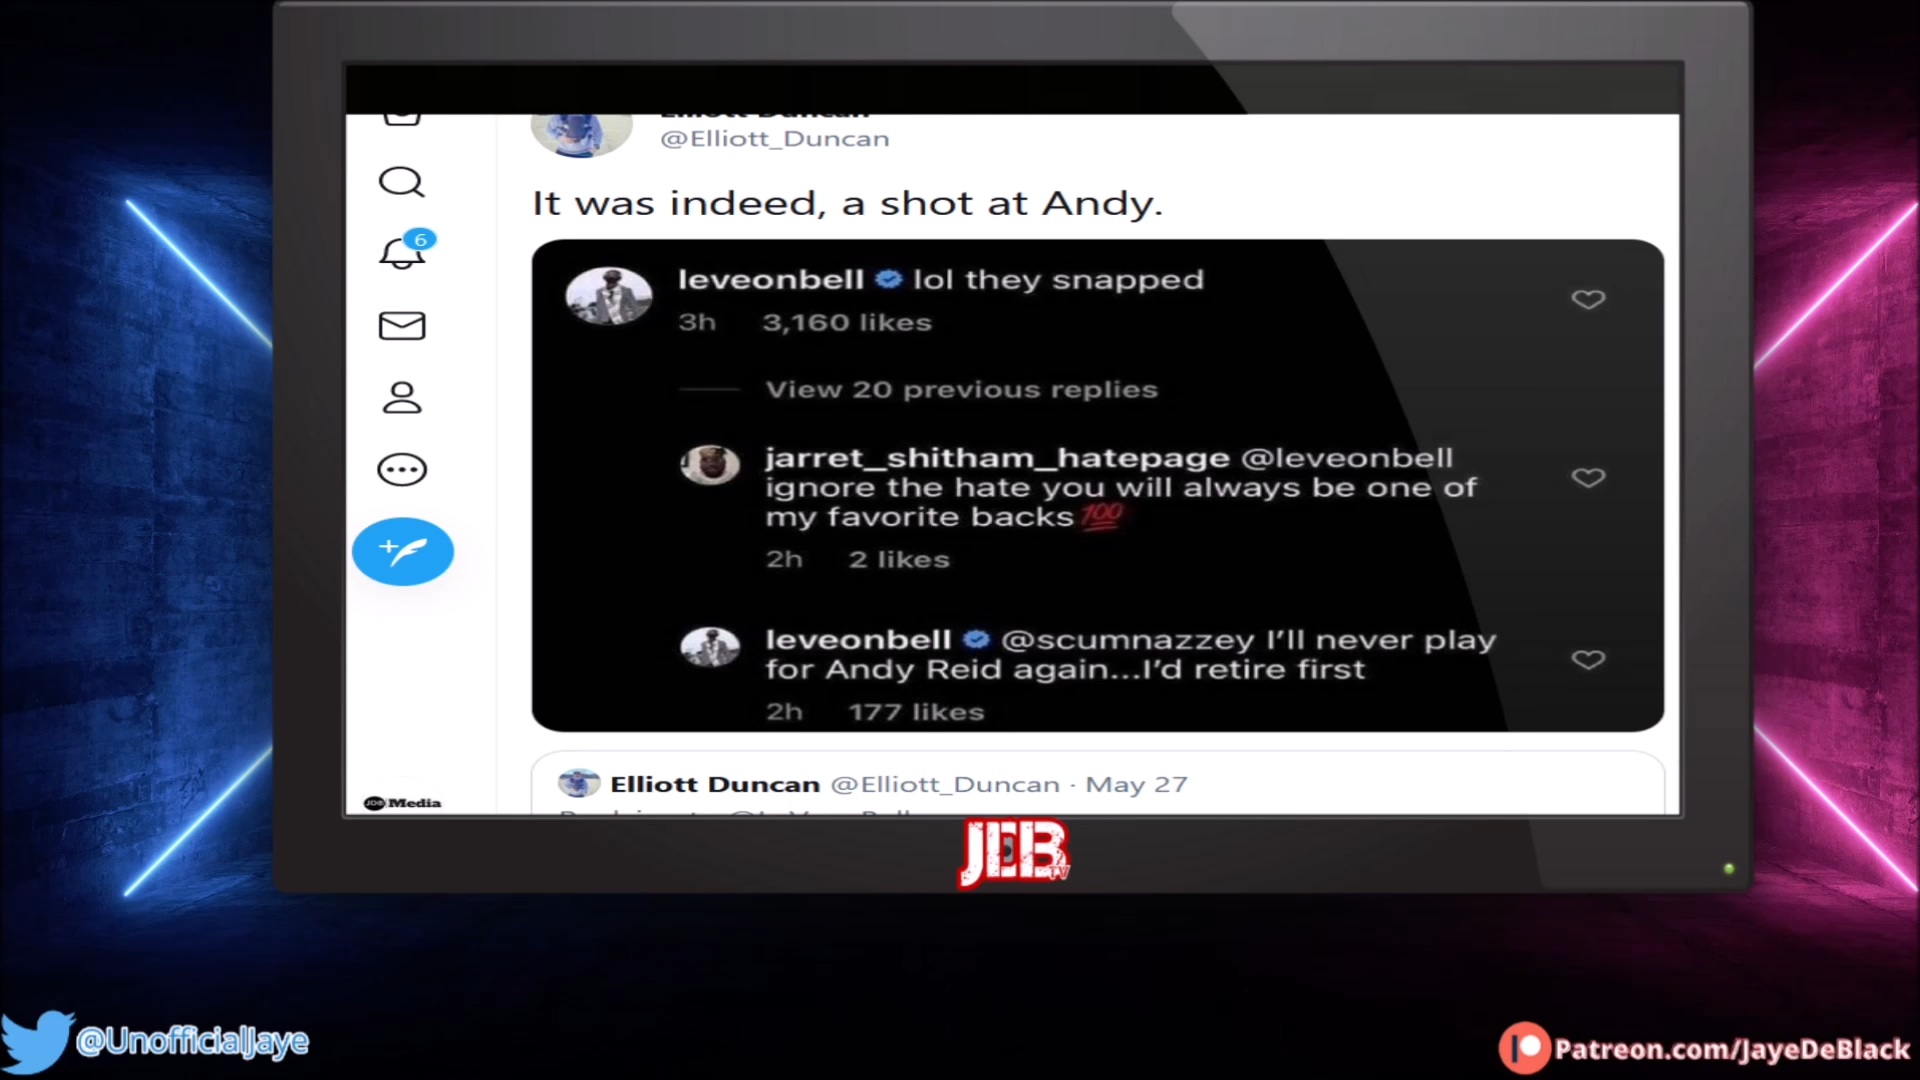 Elliott Duncan
@Elliott_Duncan
It was indeed, a shot at Andy.
6
leveonbell lol they snapped
3h 3,160 likes
View 20 previous replies
jarret_shitham_hatepage @leveonbell
ignore the hate you will always be one of
my favorite backs 💯
2h 2 likes
leveonbell @scumnazzey I'll never play
for Andy Reid again...I'd retire first
2h 177 likes
Elliott Duncan @Elliott_Duncan · May 27
Media
JEB
TV
@UnofficialJaye
Patreon.com/JayeDeBlack